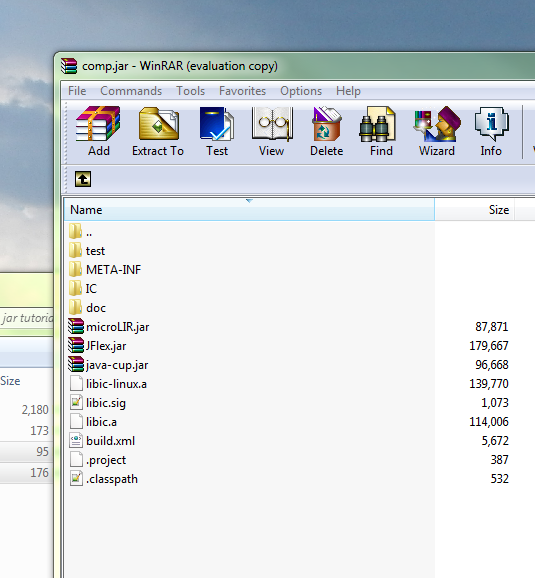 comp.jar - WinRAR (evaluation copy)
File Commands Tools Favorites Options Help
Add Extract To Test View Delete Find Wizard Info
Name Size
..
test
META-INF
IC
doc
microLIR.jar 87,871
JFlex.jar 179,667
java-cup.jar 96,668
libic-linux.a 139,770
libic.sig 1,073
libic.a 114,006
build.xml 5,672
.project 387
.classpath 532
jar tutoria
Size
2,180
173
95
176